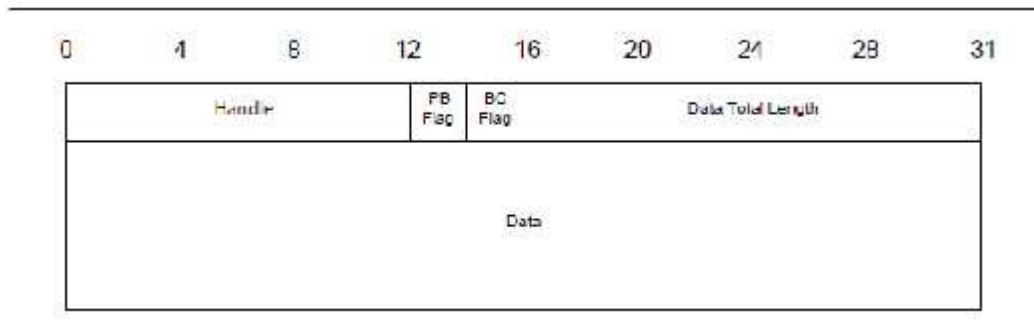 0 4 8 12 16 20 24 28 31
Handle PB Flag BC Flag Data Total Length
Data